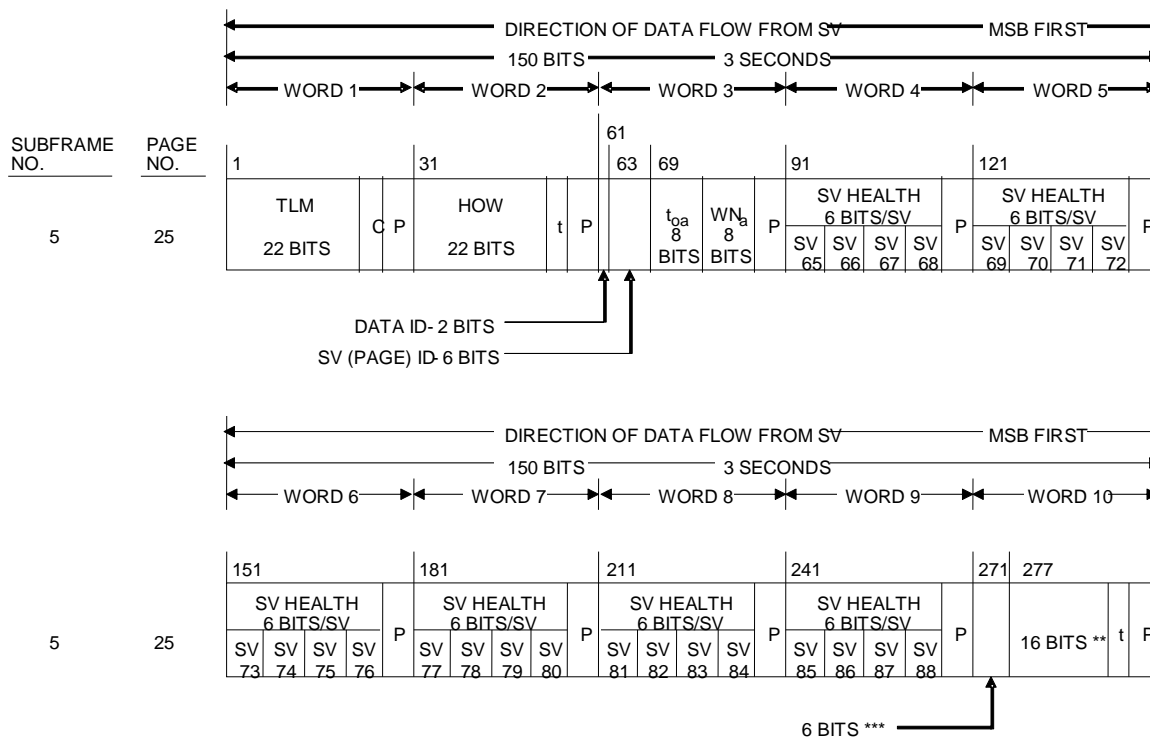 DIRECTION OF DATA FLOW FROM SV MSB FIRST
150 BITS 3 SECONDS
WORD 1 WORD 2 WORD 3 WORD 4 WORD 5
SUBFRAME NO. PAGE NO.
61
1 31 63 69 91 121
5 25
TLM 22 BITS C P HOW 22 BITS t P toa 8 BITS WNa 8 BITS P SV HEALTH 6 BITS/SV P SV HEALTH 6 BITS/SV P
SV 65 SV 66 SV 67 SV 68 SV 69 SV 70 SV 71 SV 72
DATA ID- 2 BITS
SV (PAGE) ID- 6 BITS
DIRECTION OF DATA FLOW FROM SV MSB FIRST
150 BITS 3 SECONDS
WORD 6 WORD 7 WORD 8 WORD 9 WORD 10
151 181 211 241 271 277
5 25
SV HEALTH 6 BITS/SV P SV HEALTH 6 BITS/SV P SV HEALTH 6 BITS/SV P SV HEALTH 6 BITS/SV P 16 BITS ** t P
SV 73 SV 74 SV 75 SV 76 SV 77 SV 78 SV 79 SV 80 SV 81 SV 82 SV 83 SV 84 SV 85 SV 86 SV 87 SV 88
6 BITS ***